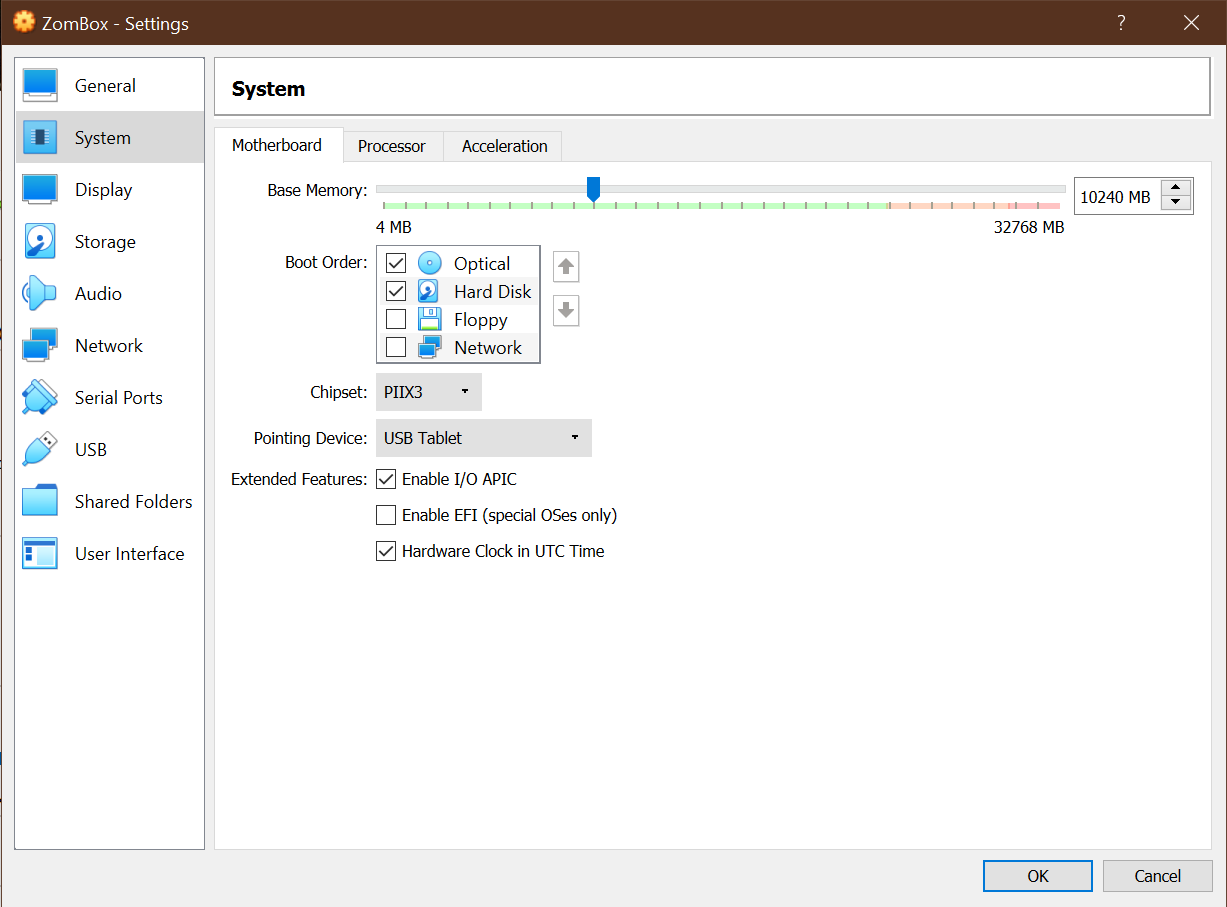 ZomBox - Settings
?
General
System
Display
Storage
Audio
Network
Serial Ports
USB
Shared Folders
User Interface
System
Motherboard Processor Acceleration
Base Memory: 10240 MB
4 MB 32768 MB
Boot Order: Optical
Hard Disk
Floppy
Network
Chipset: PIIX3
Pointing Device: USB Tablet
Extended Features: Enable I/O APIC
Enable EFI (special OSes only)
Hardware Clock in UTC Time
OK Cancel